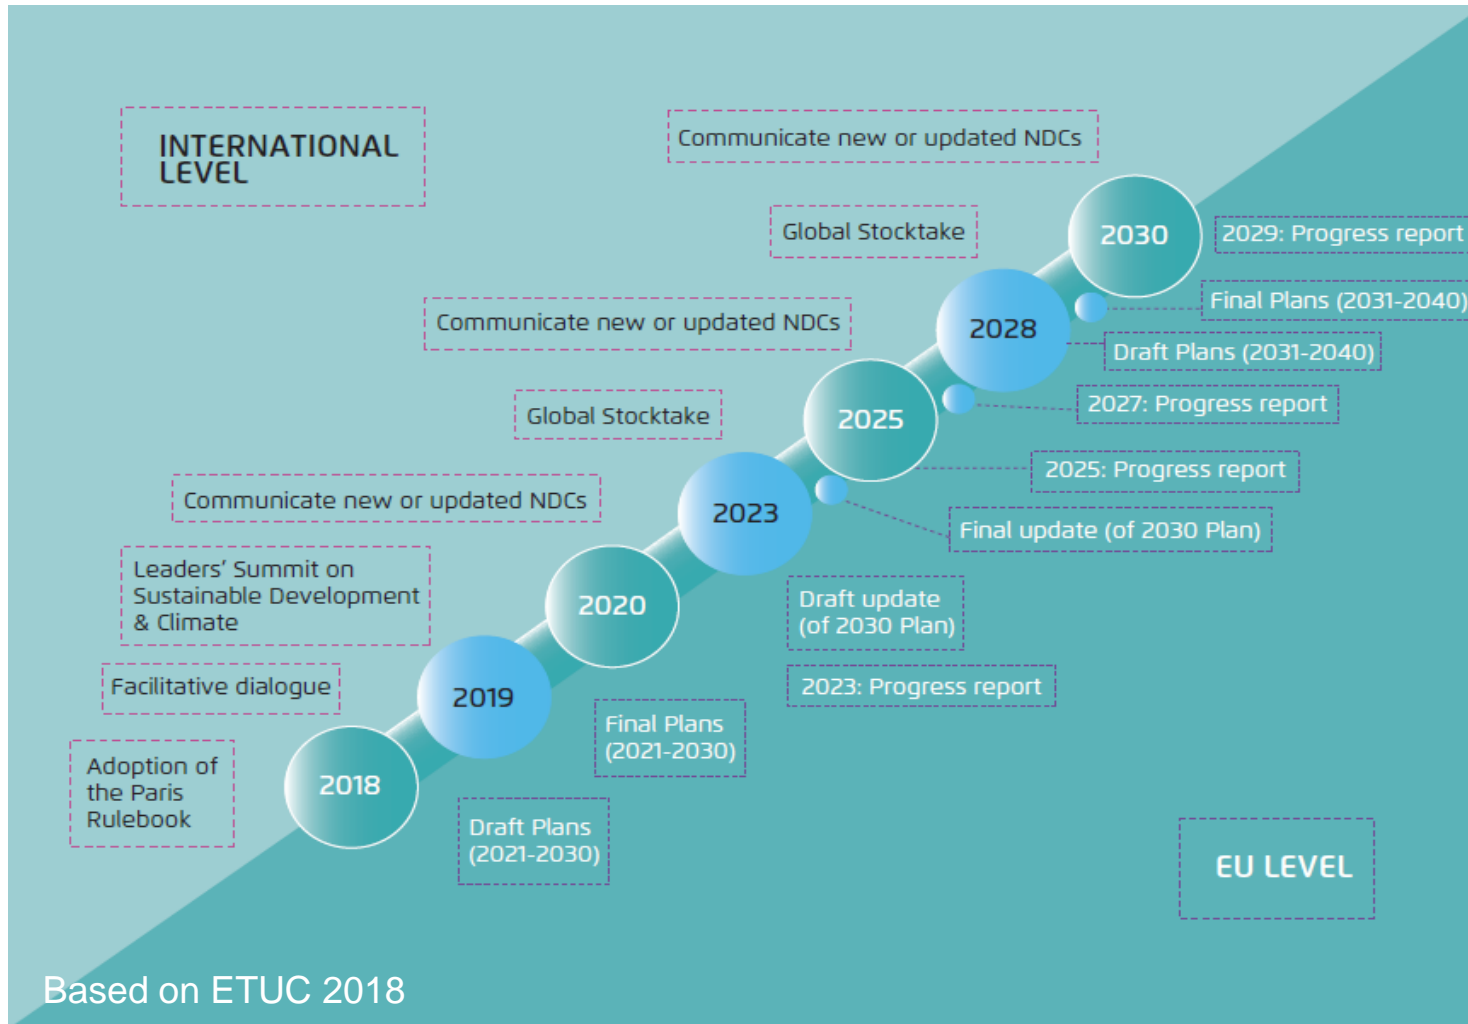 INTERNATIONAL
LEVEL
Communicate new or updated NDCs
Global Stocktake
2030
2029: Progress report
Final Plans (2031-2040)
Communicate new or updated NDCs
2028
Draft Plans (2031-2040)
2027: Progress report
Global Stocktake
2025
2025: Progress report
Communicate new or updated NDCs
2023
Final update (of 2030 Plan)
Leaders’ Summit on
Sustainable Development
& Climate
2020
Draft update
(of 2030 Plan)
2023: Progress report
Facilitative dialogue
2019
Final Plans
(2021-2030)
Adoption of
the Paris
Rulebook
2018
Draft Plans
(2021-2030)
EU LEVEL
Based on ETUC 2018